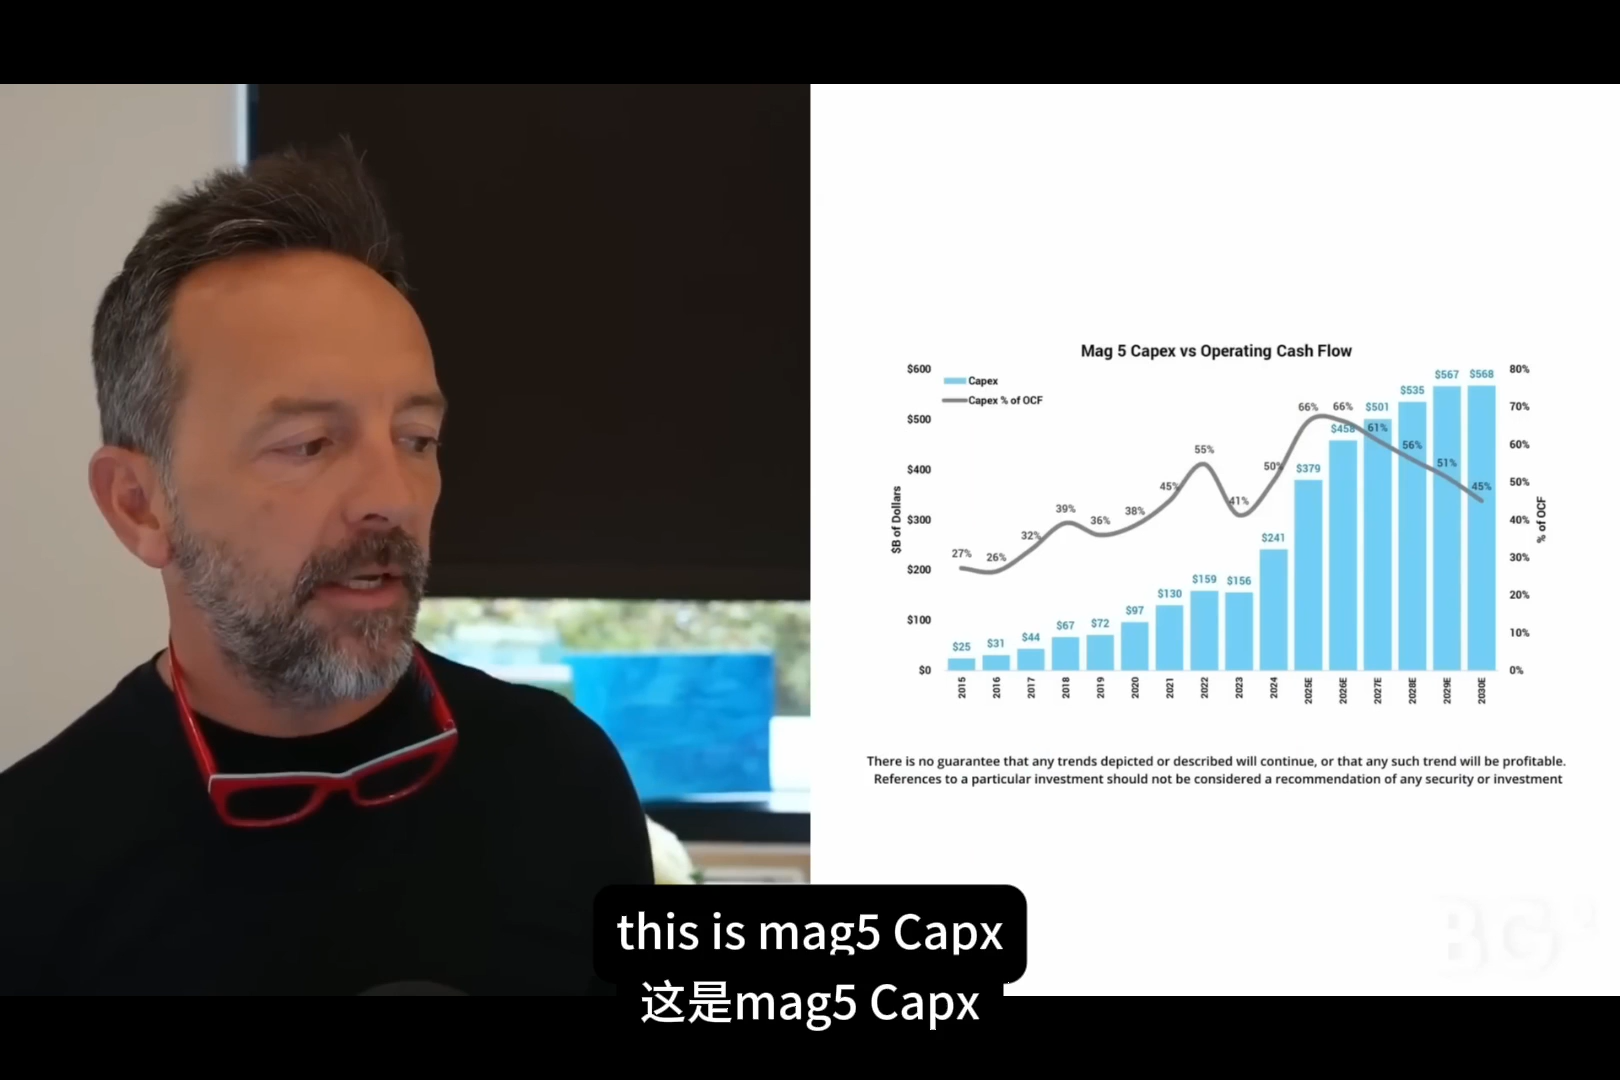 Mag 5 Capex vs Operating Cash Flow
Capex
Capex % of OCF
$B of Dollars
$600
$500
$400
$300
$200
$100
$0
% of OCF
80%
70%
60%
50%
40%
30%
20%
10%
0%
27% 26% 32% 39% 36% 38% 45% 55% 41% 50% 66% 66% 61% 56% 51% 45%
$25 $31 $44 $67 $72 $97 $130 $159 $156 $241 $379 $458 $501 $535 $567 $568
2015 2016 2017 2018 2019 2020 2021 2022 2023 2024 2025E 2026E 2027E 2028E 2029E 2030E
There is no guarantee that any trends depicted or described will continue, or that any such trend will be profitable.
References to a particular investment should not be considered a recommendation of any security or investment
BG²
this is mag5 Capx
这是mag5 Capx